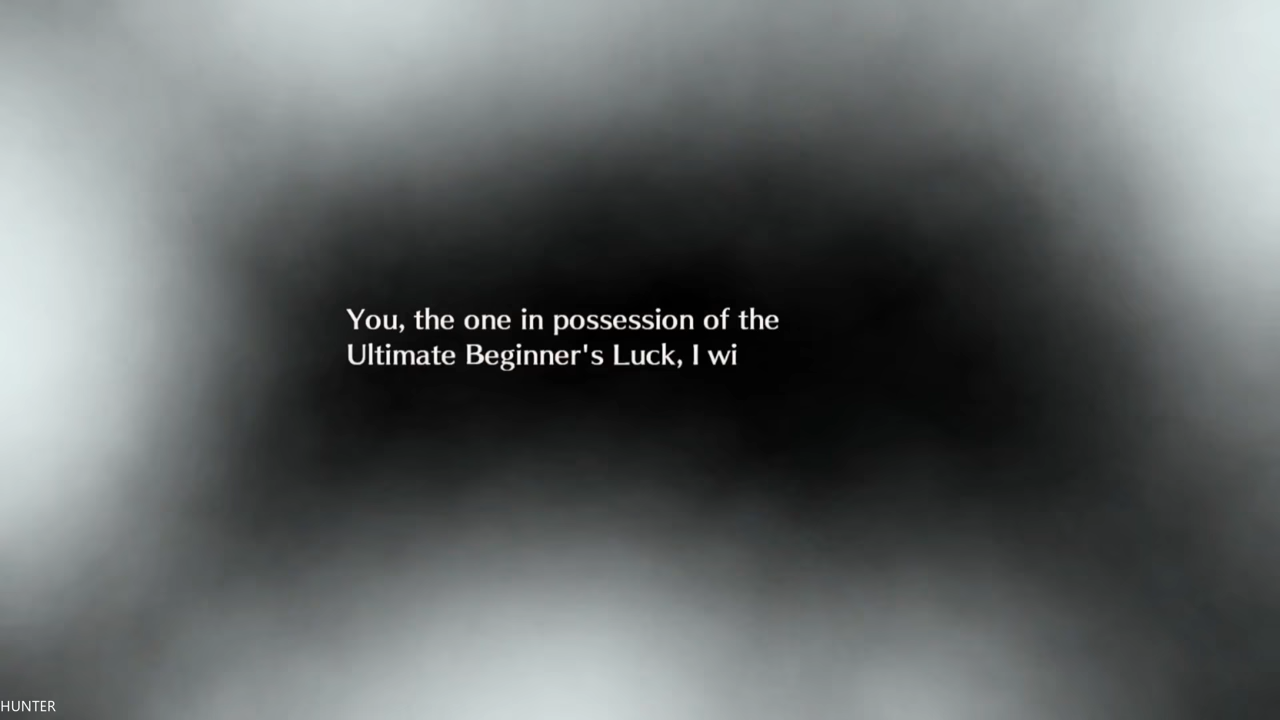 You, the one in possession of the
Ultimate Beginner's Luck, I wi
HUNTER